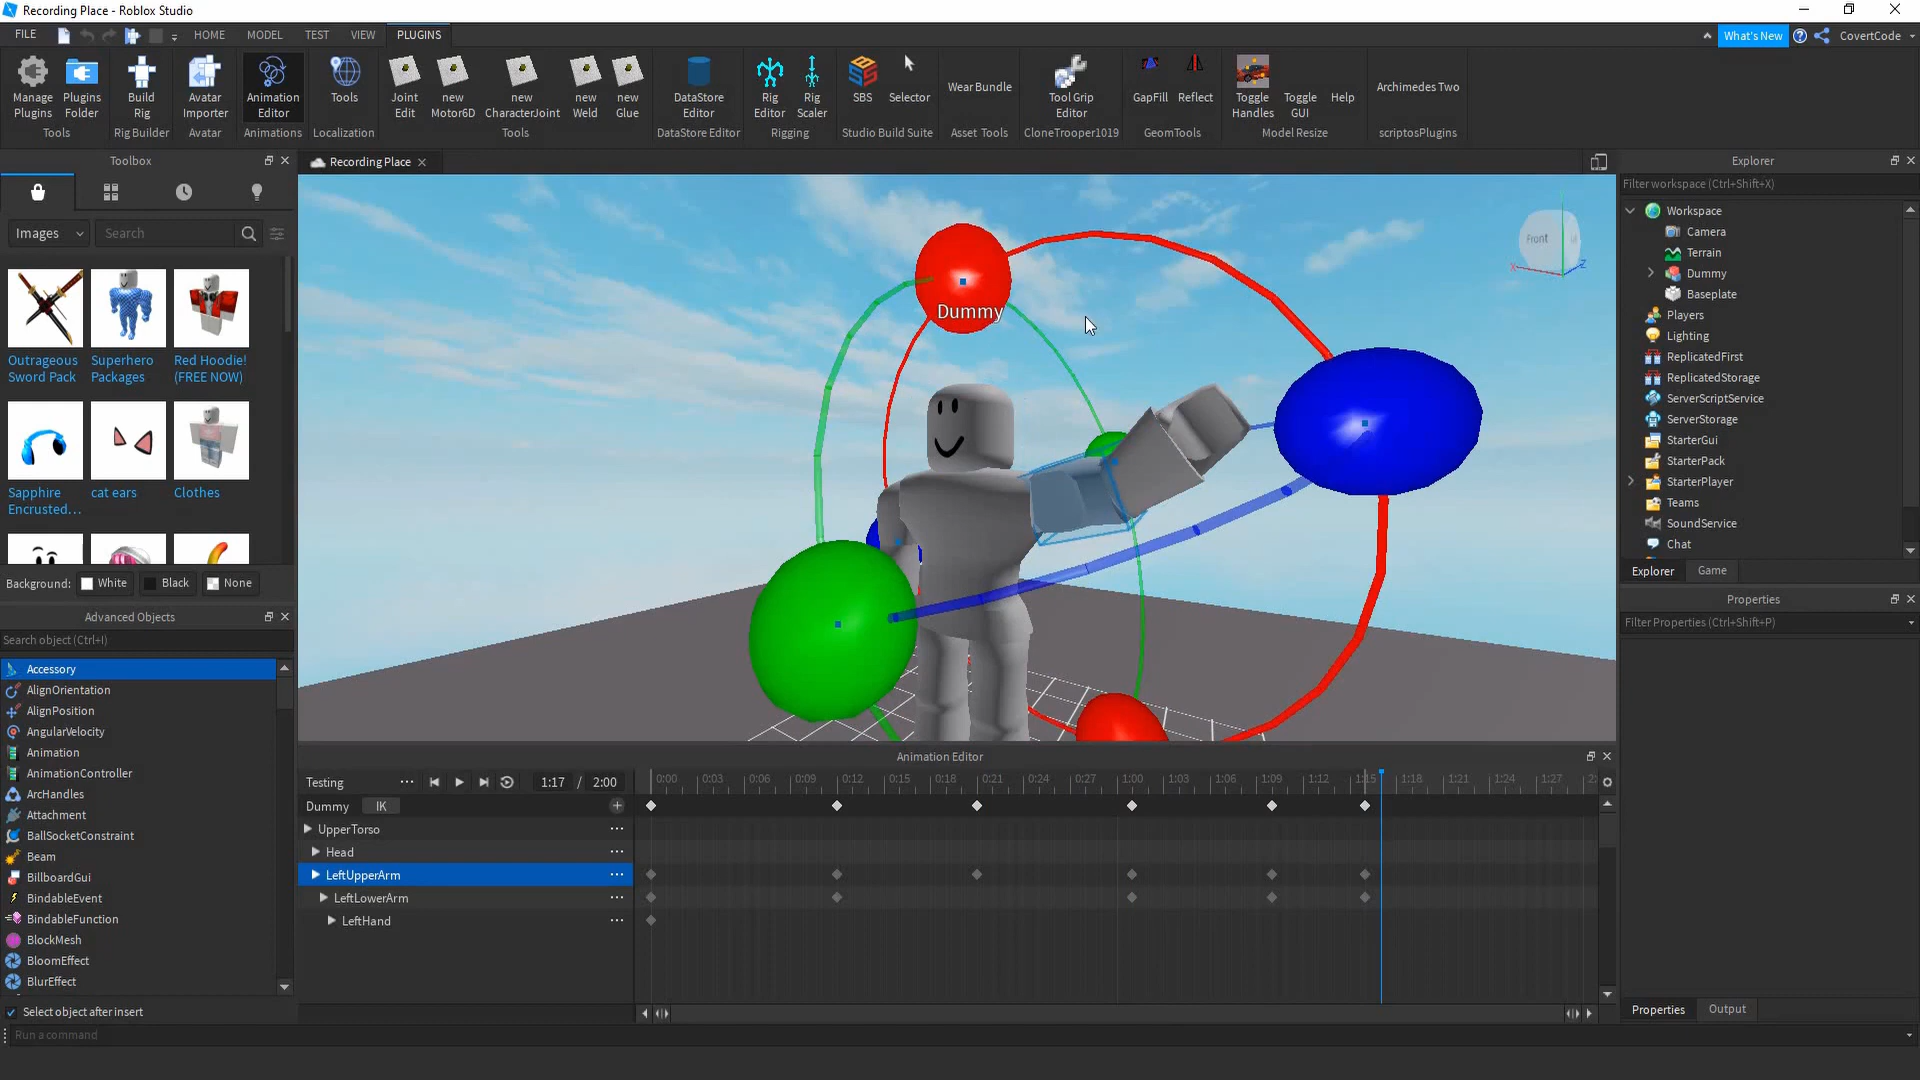 Recording Place - Roblox Studio
FILE HOME MODEL TEST VIEW PLUGINS What's New CovertCode
Manage Plugins
Plugins Folder
Build Rig
Avatar Importer
Animation Editor
Tools
Joint Edit
new Motor6D
new CharacterJoint
new Weld
new Glue
DataStore Editor
Rig Editor
Rig Scaler
SBS
Selector
Wear Bundle
Tool Grip Editor
GapFill
Reflect
Toggle Handles
Toggle GUI
Help
Archimedes Two
Tools Rig Builder Avatar Animations Localization Tools DataStore Editor Rigging Studio Build Suite Asset Tools CloneTrooper1019 GeomTools Model Resize scriptosPlugins
Toolbox
Images Search
Outrageous Sword Pack
Superhero Packages
Red Hoodie! (FREE NOW)
Sapphire Encrusted...
cat ears
Clothes
Background: White Black None
Advanced Objects
Search object (Ctrl+I)
Accessory
AlignOrientation
AlignPosition
AngularVelocity
Animation
AnimationController
ArcHandles
Attachment
BallSocketConstraint
Beam
BillboardGui
BindableEvent
BindableFunction
BlockMesh
BloomEffect
BlurEffect
Select object after insert
Run a command
Recording Place
Dummy
Front
X
Z
Animation Editor
Testing 1:17 / 2:00 0:00 0:03 0:06 0:09 0:12 0:15 0:18 0:21 0:24 0:27 1:00 1:03 1:06 1:09 1:12 1:15 1:18 1:21 1:24 1:27
Dummy IK
UpperTorso
Head
LeftUpperArm
LeftLowerArm
LeftHand
Explorer
Filter workspace (Ctrl+Shift+X)
Workspace
Camera
Terrain
Dummy
Baseplate
Players
Lighting
ReplicatedFirst
ReplicatedStorage
ServerScriptService
ServerStorage
StarterGui
StarterPack
StarterPlayer
Teams
SoundService
Chat
Explorer Game
Properties
Filter Properties (Ctrl+Shift+P)
Properties Output